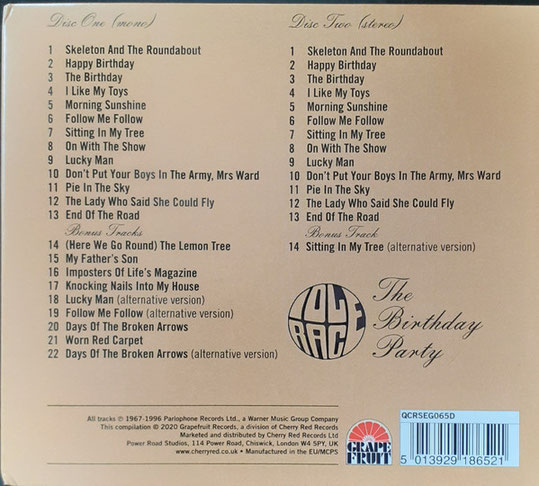 Disc One (mono)
1 Skeleton And The Roundabout
2 Happy Birthday
3 The Birthday
4 I Like My Toys
5 Morning Sunshine
6 Follow Me Follow
7 Sitting In My Tree
8 On With The Show
9 Lucky Man
10 Don't Put Your Boys In The Army, Mrs Ward
11 Pie In The Sky
12 The Lady Who Said She Could Fly
13 End Of The Road
Bonus Tracks
14 (Here We Go Round) The Lemon Tree
15 My Father's Son
16 Imposters Of Life's Magazine
17 Knocking Nails Into My House
18 Lucky Man (alternative version)
19 Follow Me Follow (alternative version)
20 Days Of The Broken Arrows
21 Worn Red Carpet
22 Days Of The Broken Arrows (alternative version)
Disc Two (stereo)
1 Skeleton And The Roundabout
2 Happy Birthday
3 The Birthday
4 I Like My Toys
5 Morning Sunshine
6 Follow Me Follow
7 Sitting In My Tree
8 On With The Show
9 Lucky Man
10 Don't Put Your Boys In The Army, Mrs Ward
11 Pie In The Sky
12 The Lady Who Said She Could Fly
13 End Of The Road
Bonus Track
14 Sitting In My Tree (alternative version)
IDLE
RACE
The
Birthday
Party
All tracks ℗ 1967-1996 Parlophone Records Ltd., a Warner Music Group Company
This compilation © 2020 Grapefruit Records, a division of Cherry Red Records
Marketed and distributed by Cherry Red Records Ltd
Power Road Studios, 114 Power Road, Chiswick, London W4 5PY, UK
www.cherryred.co.uk • Manufactured in the EU/MCPS
GRAPE
FRUIT
QCRSEG065D
5 013929 186521